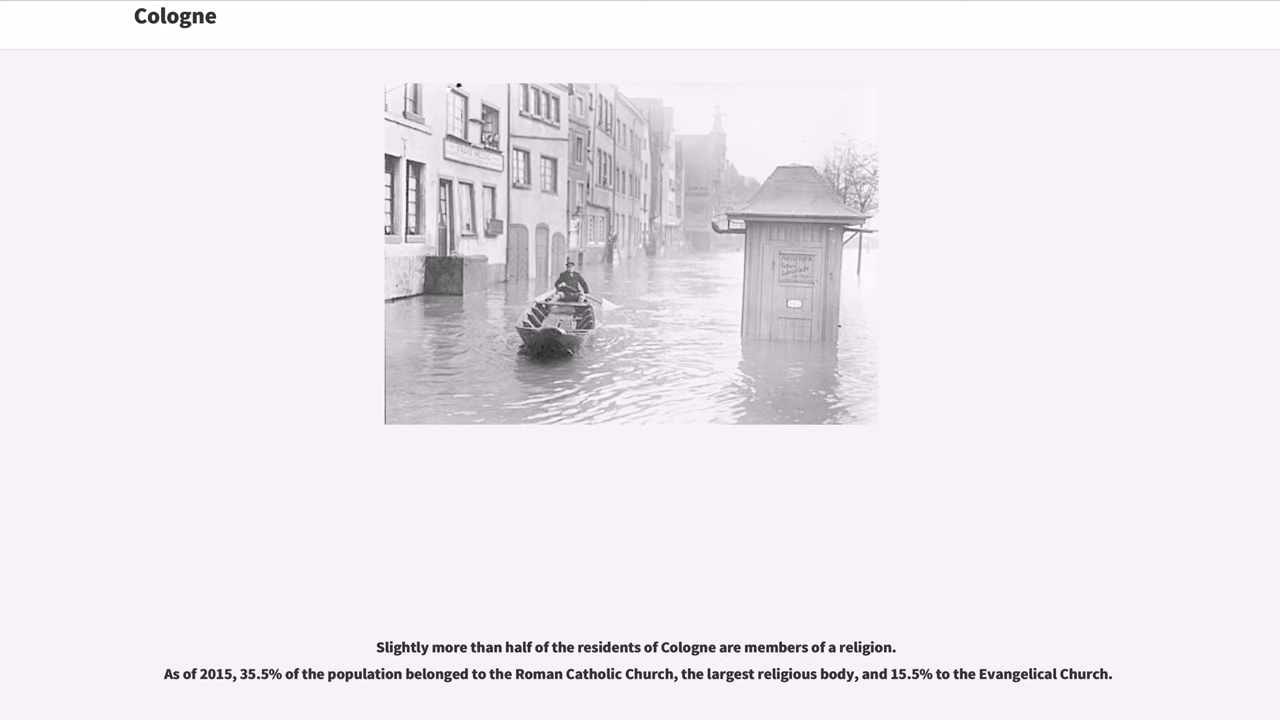 Cologne
Slightly more than half of the residents of Cologne are members of a religion.
As of 2015, 35.5% of the population belonged to the Roman Catholic Church, the largest religious body, and 15.5% to the Evangelical Church.